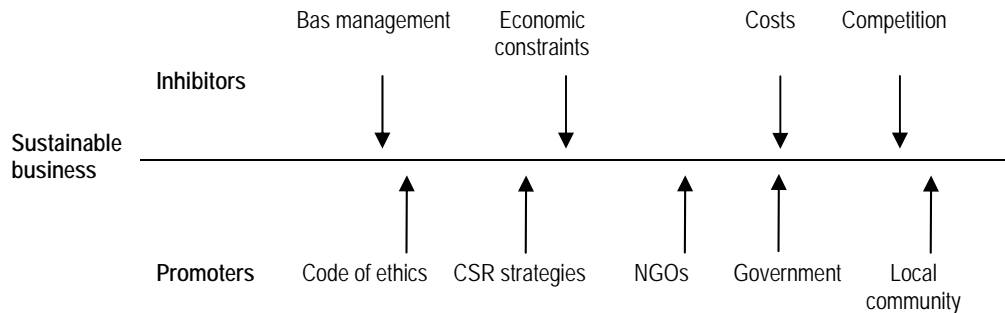 Bas management
Economic
constraints
Costs
Competition
Inhibitors
Sustainable
business
Promoters
Code of ethics
CSR strategies
NGOs
Government
Local
community